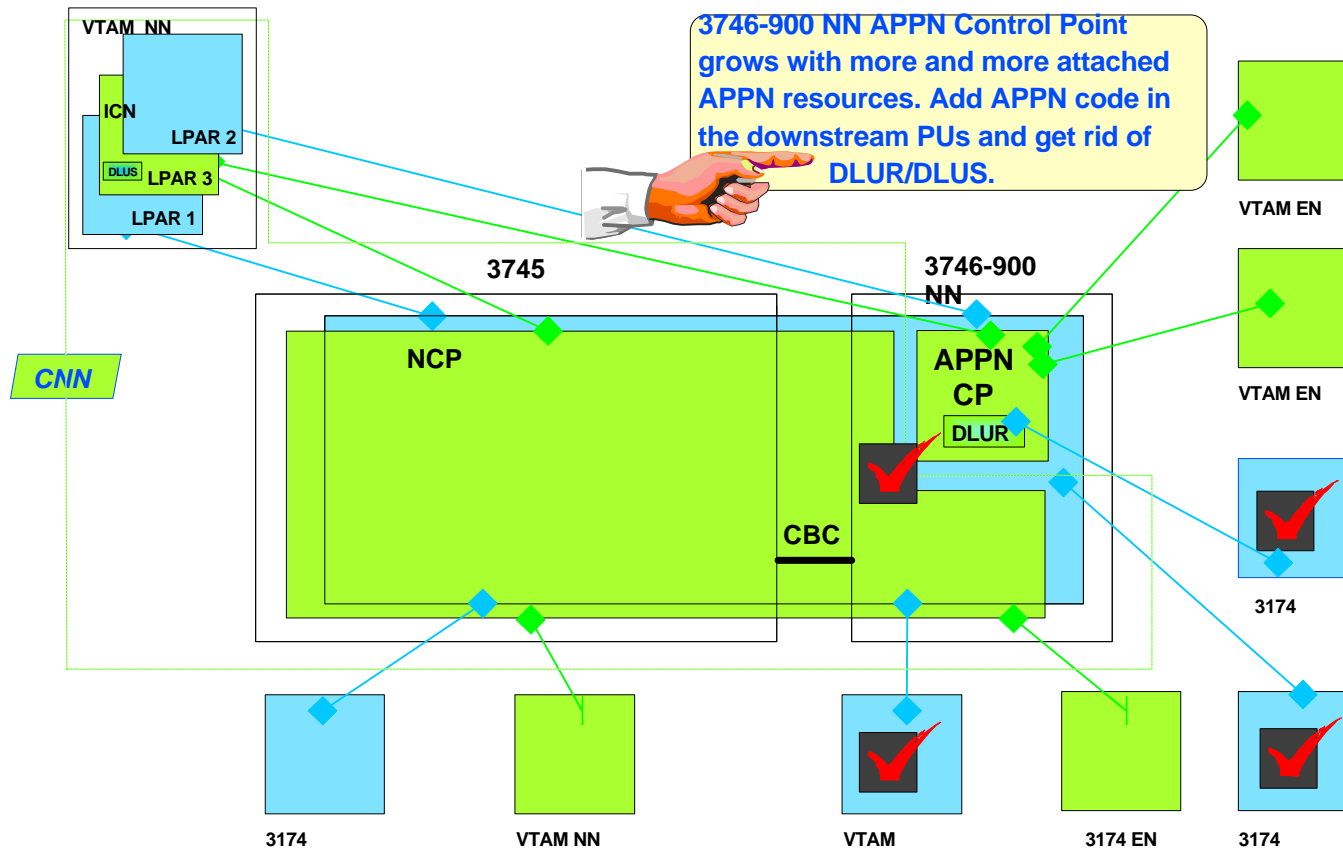 VTAM NN
ICN
LPAR 2
DLUS
LPAR 3
LPAR 1
3746-900 NN APPN Control Point
grows with more and more attached
APPN resources. Add APPN code in
the downstream PUs and get rid of
DLUR/DLUS.
VTAM EN
3745
3746-900
NN
NCP
APPN
CP
DLUR
CNN
VTAM EN
CBC
3174
3174
VTAM NN
VTAM
3174 EN
3174